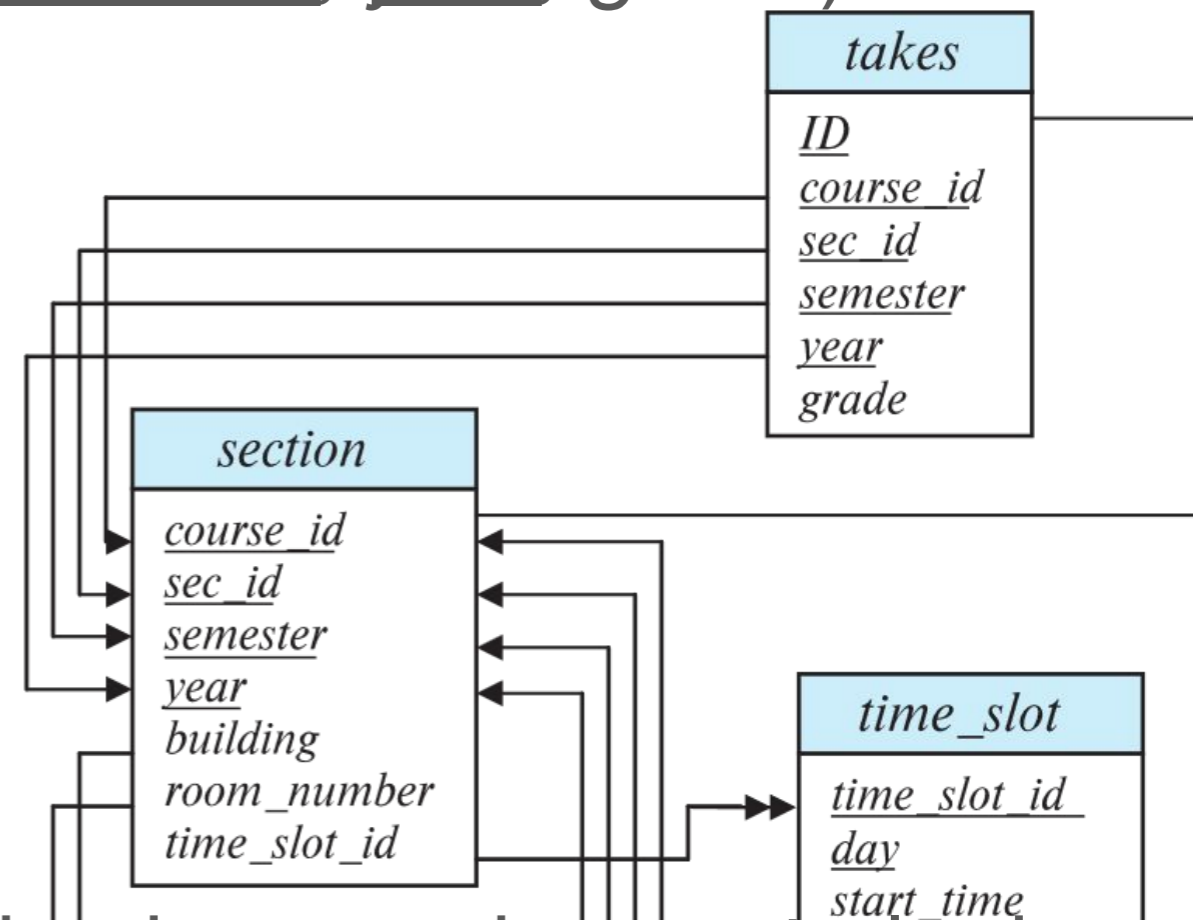 takes
ID
course_id
sec_id
semester
year
grade
section
course_id
sec_id
semester
year
building
room_number
time_slot_id
time_slot
time_slot_id
day
start_time